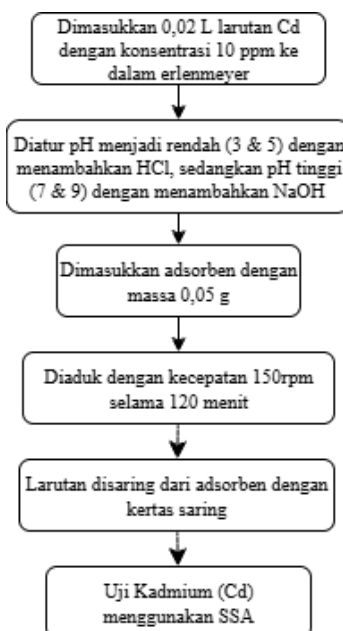 Dimasukkan 0,02 L larutan Cd
dengan konsentrasi 10 ppm ke
dalam erlenmeyer
Diatur pH menjadi rendah (3 & 5) dengan
menambahkan HCl, sedangkan pH tinggi
(7 & 9) dengan menambahkan NaOH
Dimasukkan adsorben dengan
massa 0,05 g
Diaduk dengan kecepatan 150rpm
selama 120 menit
Larutan disaring dari adsorben dengan
kertas saring
Uji Kadmium (Cd)
menggunakan SSA